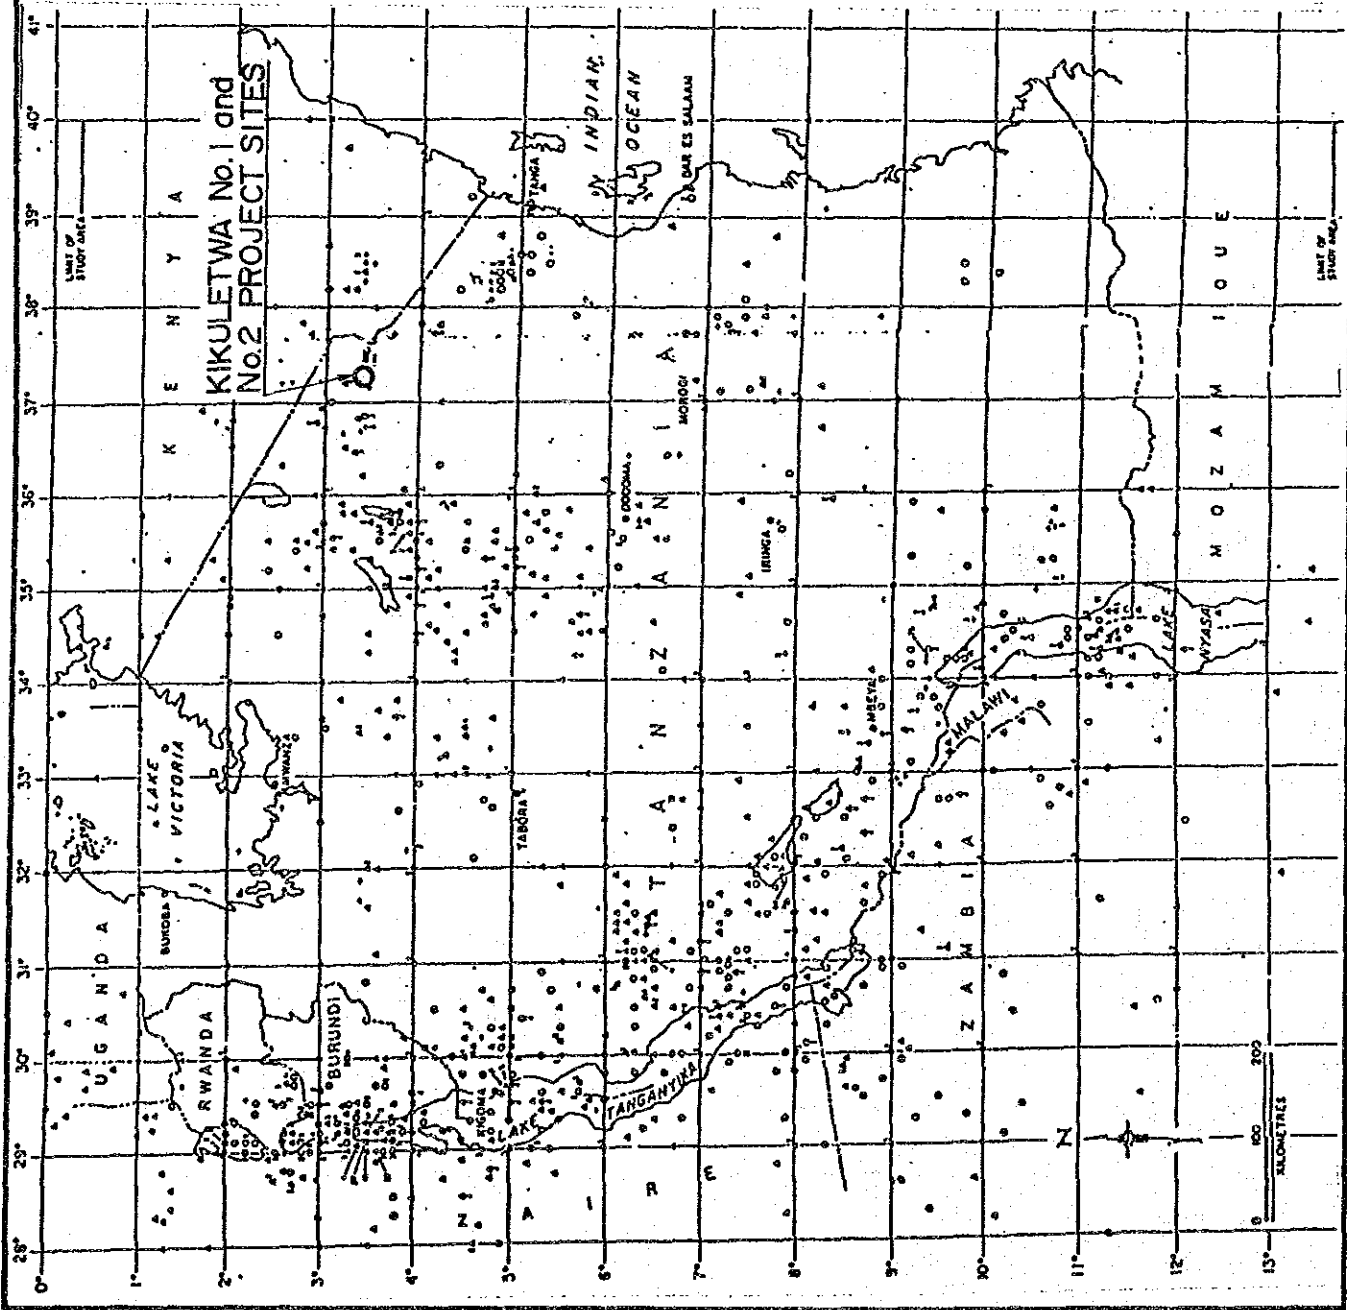 KIKULETWA No.1 and
No.2 PROJECT SITES
41°
40°
39°
38°
37°
36°
35°
34°
33°
32°
31°
30°
29°
28°
0°
1°
2°
3°
4°
5°
6°
7°
8°
9°
10°
11°
12°
13°
LIMIT OF
STUDY AREA
KENYA
INDIAN
OCEAN
TANGA
DAR ES SALAAM
UGANDA
LAKE
VICTORIA
BUKOBA
MWANZA
RWANDA
BURUNDI
KIGOMA
LAKE
TANGANYIKA
TABORA
TANZANIA
DODOMA
IRINGA
MBEYA
MALAWI
LAKE
NYASA
ZAMBIA
MOZAMIQUE
LIMIT OF
STUDY AREA
N
0 100 200
KILOMETRES